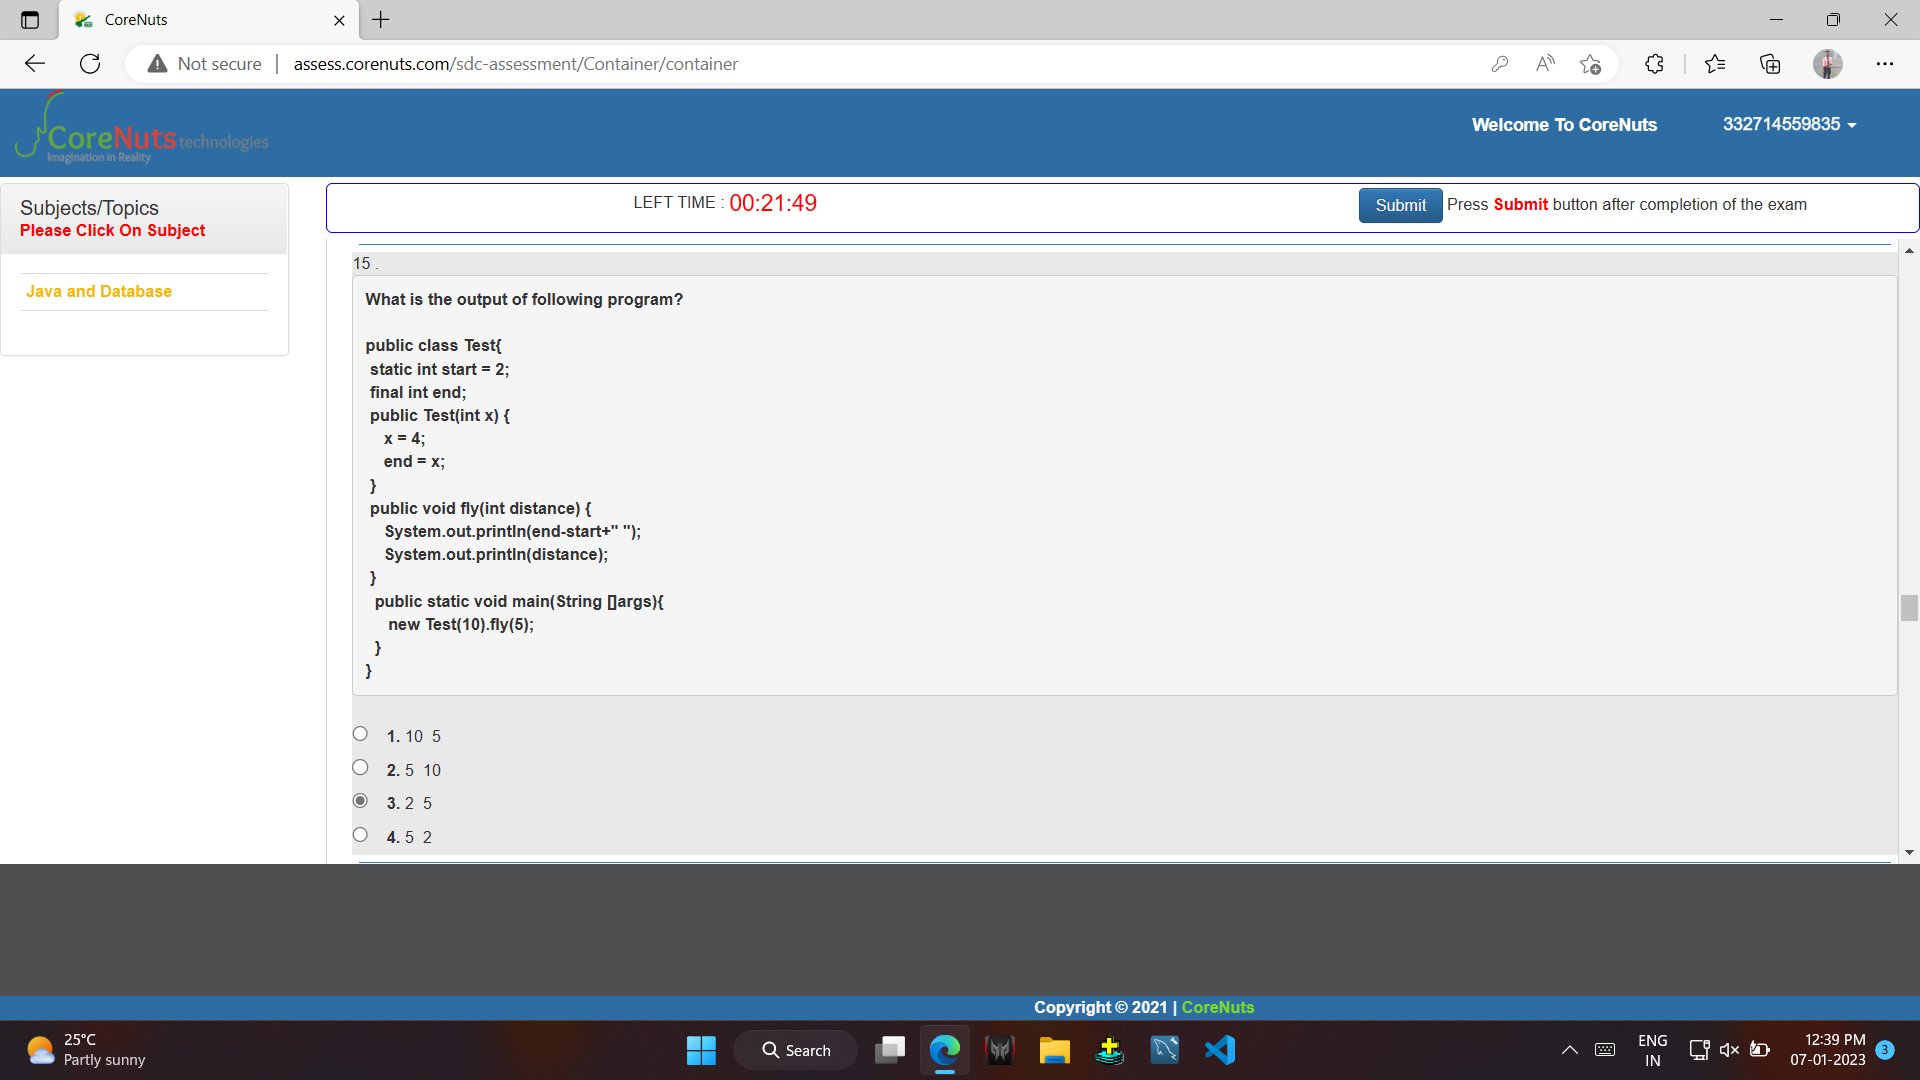 CoreNuts
Not secure
assess.corenuts.com/sdc-assessment/Container/container
CoreNuts technologies
Imagination in Reality
Welcome To CoreNuts
332714559835
Subjects/Topics
Please Click On Subject
Java and Database
LEFT TIME : 00:21:49
Submit Press Submit button after completion of the exam
15 .
What is the output of following program?
public class Test{
static int start = 2;
final int end;
public Test(int x) {
x = 4;
end = x;
}
public void fly(int distance) {
System.out.println(end-start+" ");
System.out.println(distance);
}
public static void main(String []args){
new Test(10).fly(5);
}
}
1. 10 5
2. 5 10
3. 2 5
4. 5 2
Copyright © 2021 | CoreNuts
25°C
Partly sunny
Search
ENG
IN
12:39 PM
07-01-2023
3